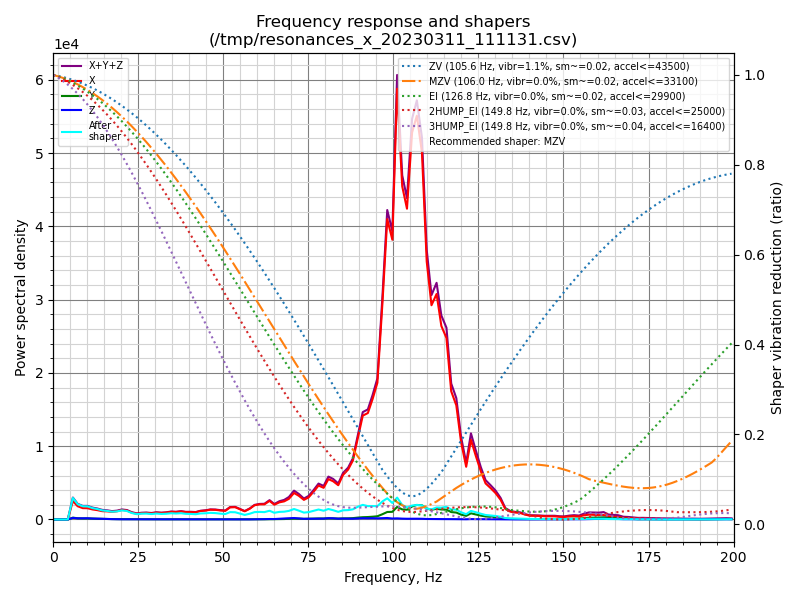 Frequency response and shapers
(/tmp/resonances_x_20230311_111131.csv)
1e4
X+Y+Z
X
Z
After
shaper
ZV (105.6 Hz, vibr=1.1%, sm~=0.02, accel<=43500)
MZV (106.0 Hz, vibr=0.0%, sm~=0.02, accel<=33100)
EI (126.8 Hz, vibr=0.0%, sm~=0.02, accel<=29900)
2HUMP_EI (149.8 Hz, vibr=0.0%, sm~=0.03, accel<=25000)
3HUMP_EI (149.8 Hz, vibr=0.0%, sm~=0.04, accel<=16400)
Recommended shaper: MZV
6
5
4
3
2
1
0
Power spectral density
1.0
0.8
0.6
0.4
0.2
0.0
Shaper vibration reduction (ratio)
0 25 50 75 100 125 150 175 200
Frequency, Hz